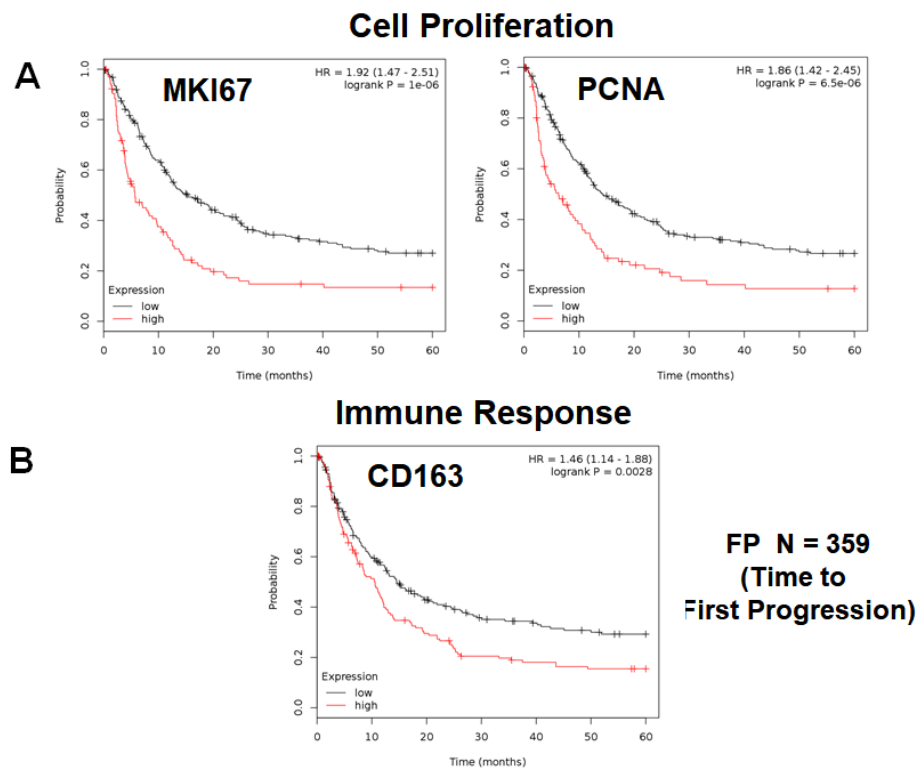 Cell Proliferation
A
MKI67
HR = 1.92 (1.47 - 2.51)
logrank P = 1e-06
Probability
0.0 0.2 0.4 0.6 0.8 1.0
Expression
low
high
0 10 20 30 40 50 60
Time (months)
PCNA
HR = 1.86 (1.42 - 2.45)
logrank P = 6.5e-06
Probability
0.0 0.2 0.4 0.6 0.8 1.0
Expression
low
high
0 10 20 30 40 50 60
Time (months)
Immune Response
B
CD163
HR = 1.46 (1.14 - 1.88)
logrank P = 0.0028
Probability
0.0 0.2 0.4 0.6 0.8 1.0
Expression
low
high
0 10 20 30 40 50 60
Time (months)
FP N = 359
(Time to
First Progression)